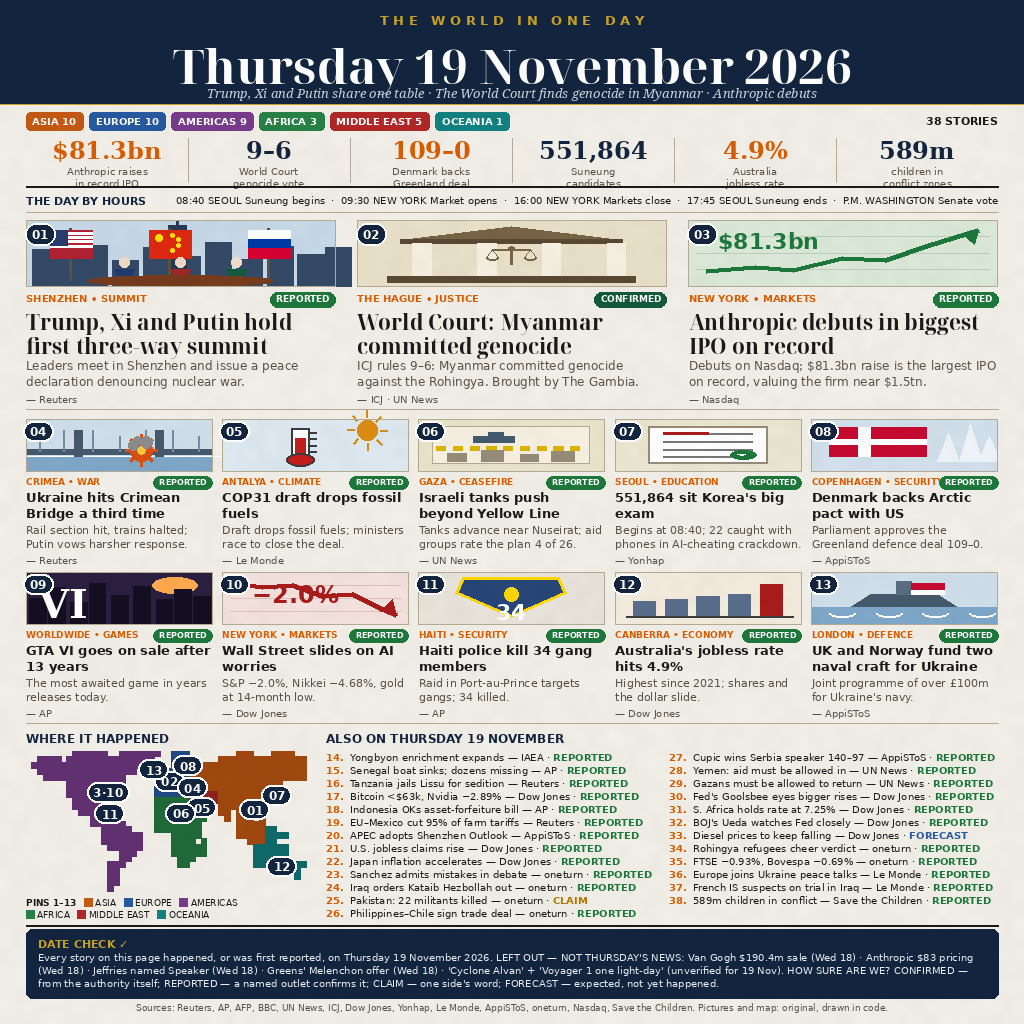 THE WORLD IN ONE DAY
Thursday 19 November 2026
Trump, Xi and Putin share one table · The World Court finds genocide in Myanmar · Anthropic debuts
ASIA 10 EUROPE 10 AMERICAS 9 AFRICA 3 MIDDLE EAST 5 OCEANIA 1 38 STORIES
$81.3bn 9–6 109–0 551,864 4.9% 589m
Anthropic raises World Court Denmark backs Suneung Australia children in
in record IPO genocide vote Greenland deal candidates jobless rate conflict zones
THE DAY BY HOURS 08:40 SEOUL Suneung begins · 09:30 NEW YORK Market opens · 16:00 NEW YORK Markets close · 17:45 SEOUL Suneung ends · P.M. WASHINGTON Senate vote
01
SHENZHEN • SUMMIT REPORTED
Trump, Xi and Putin hold
first three-way summit
Leaders meet in Shenzhen and issue a peace
declaration denouncing nuclear war.
— Reuters
02
THE HAGUE • JUSTICE CONFIRMED
World Court: Myanmar
committed genocide
ICJ rules 9–6: Myanmar committed genocide
against the Rohingya. Brought by The Gambia.
— ICJ · UN News
03 $81.3bn
NEW YORK • MARKETS REPORTED
Anthropic debuts in biggest
IPO on record
Debuts on Nasdaq; $81.3bn raise is the largest IPO
on record, valuing the firm near $1.5tn.
— Nasdaq
04
CRIMEA • WAR REPORTED
Ukraine hits Crimean
Bridge a third time
Rail section hit, trains halted;
Putin vows harsher response.
— Reuters
05
ANTALYA • CLIMATE REPORTED
COP31 draft drops fossil
fuels
Draft drops fossil fuels; ministers
race to close the deal.
— Le Monde
06
GAZA • CEASEFIRE REPORTED
Israeli tanks push
beyond Yellow Line
Tanks advance near Nuseirat; aid
groups rate the plan 4 of 26.
— UN News
07
SEOUL • EDUCATION REPORTED
551,864 sit Korea's big
exam
Begins at 08:40; 22 caught with
phones in AI-cheating crackdown.
— Yonhap
08
COPENHAGEN • SECURITY REPORTED
Denmark backs Arctic
pact with US
Parliament approves the
Greenland defence deal 109–0.
— AppiSToS
09 VI
WORLDWIDE • GAMES REPORTED
GTA VI goes on sale after
13 years
The most awaited game in years
releases today.
— AP
10 −2.0%
NEW YORK • MARKETS REPORTED
Wall Street slides on AI
worries
S&P −2.0%, Nikkei −4.68%, gold
at 14-month low.
— Dow Jones
11 34
HAITI • SECURITY REPORTED
Haiti police kill 34 gang
members
Raid in Port-au-Prince targets
gangs; 34 killed.
— AP
12
CANBERRA • ECONOMY REPORTED
Australia's jobless rate
hits 4.9%
Highest since 2021; shares and
the dollar slide.
— Dow Jones
13
LONDON • DEFENCE REPORTED
UK and Norway fund two
naval craft for Ukraine
Joint programme of over £100m
for Ukraine's navy.
— AppiSToS
WHERE IT HAPPENED
13 08
02 04
3·10 07
05 01
11 06
12
PINS 1–13 ASIA EUROPE AMERICAS
AFRICA MIDDLE EAST OCEANIA
ALSO ON THURSDAY 19 NOVEMBER
14. Yongbyon enrichment expands — IAEA · REPORTED
15. Senegal boat sinks; dozens missing — AP · REPORTED
16. Tanzania jails Lissu for sedition — Reuters · REPORTED
17. Bitcoin <$63k, Nvidia −2.89% — Dow Jones · REPORTED
18. Indonesia OKs asset-forfeiture bill — AP · REPORTED
19. EU–Mexico cut 95% of farm tariffs — Reuters · REPORTED
20. APEC adopts Shenzhen Outlook — AppiSToS · REPORTED
21. U.S. jobless claims rise — Dow Jones · REPORTED
22. Japan inflation accelerates — Dow Jones · REPORTED
23. Sanchez admits mistakes in debate — oneturn · REPORTED
24. Iraq orders Kataib Hezbollah out — oneturn · REPORTED
25. Pakistan: 22 militants killed — oneturn · CLAIM
26. Philippines–Chile sign trade deal — oneturn · REPORTED
27. Cupic wins Serbia speaker 140–97 — AppiSToS · REPORTED
28. Yemen: aid must be allowed in — UN News · REPORTED
29. Gazans must be allowed to return — UN News · REPORTED
30. Fed's Goolsbee eyes bigger rises — Dow Jones · REPORTED
31. S. Africa holds rate at 7.25% — Dow Jones · REPORTED
32. BOJ's Ueda watches Fed closely — Dow Jones · REPORTED
33. Diesel prices to keep falling — Dow Jones · FORECAST
34. Rohingya refugees cheer verdict — oneturn · REPORTED
35. FTSE −0.93%, Bovespa −0.69% — oneturn · REPORTED
36. Europe joins Ukraine peace talks — Le Monde · REPORTED
37. French IS suspects on trial in Iraq — Le Monde · REPORTED
38. 589m children in conflict — Save the Children · REPORTED
DATE CHECK ✓
Every story on this page happened, or was first reported, on Thursday 19 November 2026. LEFT OUT — NOT THURSDAY'S NEWS: Van Gogh $190.4m sale (Wed 18) · Anthropic $83 pricing
(Wed 18) · Jeffries named Speaker (Wed 18) · Greens' Melenchon offer (Wed 18) · 'Cyclone Alvan' + 'Voyager 1 one light-day' (unverified for 19 Nov). HOW SURE ARE WE? CONFIRMED —
from the authority itself; REPORTED — a named outlet confirms it; CLAIM — one side's word; FORECAST — expected, not yet happened.
Sources: Reuters, AP, AFP, BBC, UN News, ICJ, Dow Jones, Yonhap, Le Monde, AppiSToS, oneturn, Nasdaq, Save the Children. Pictures and map: original, drawn in code.